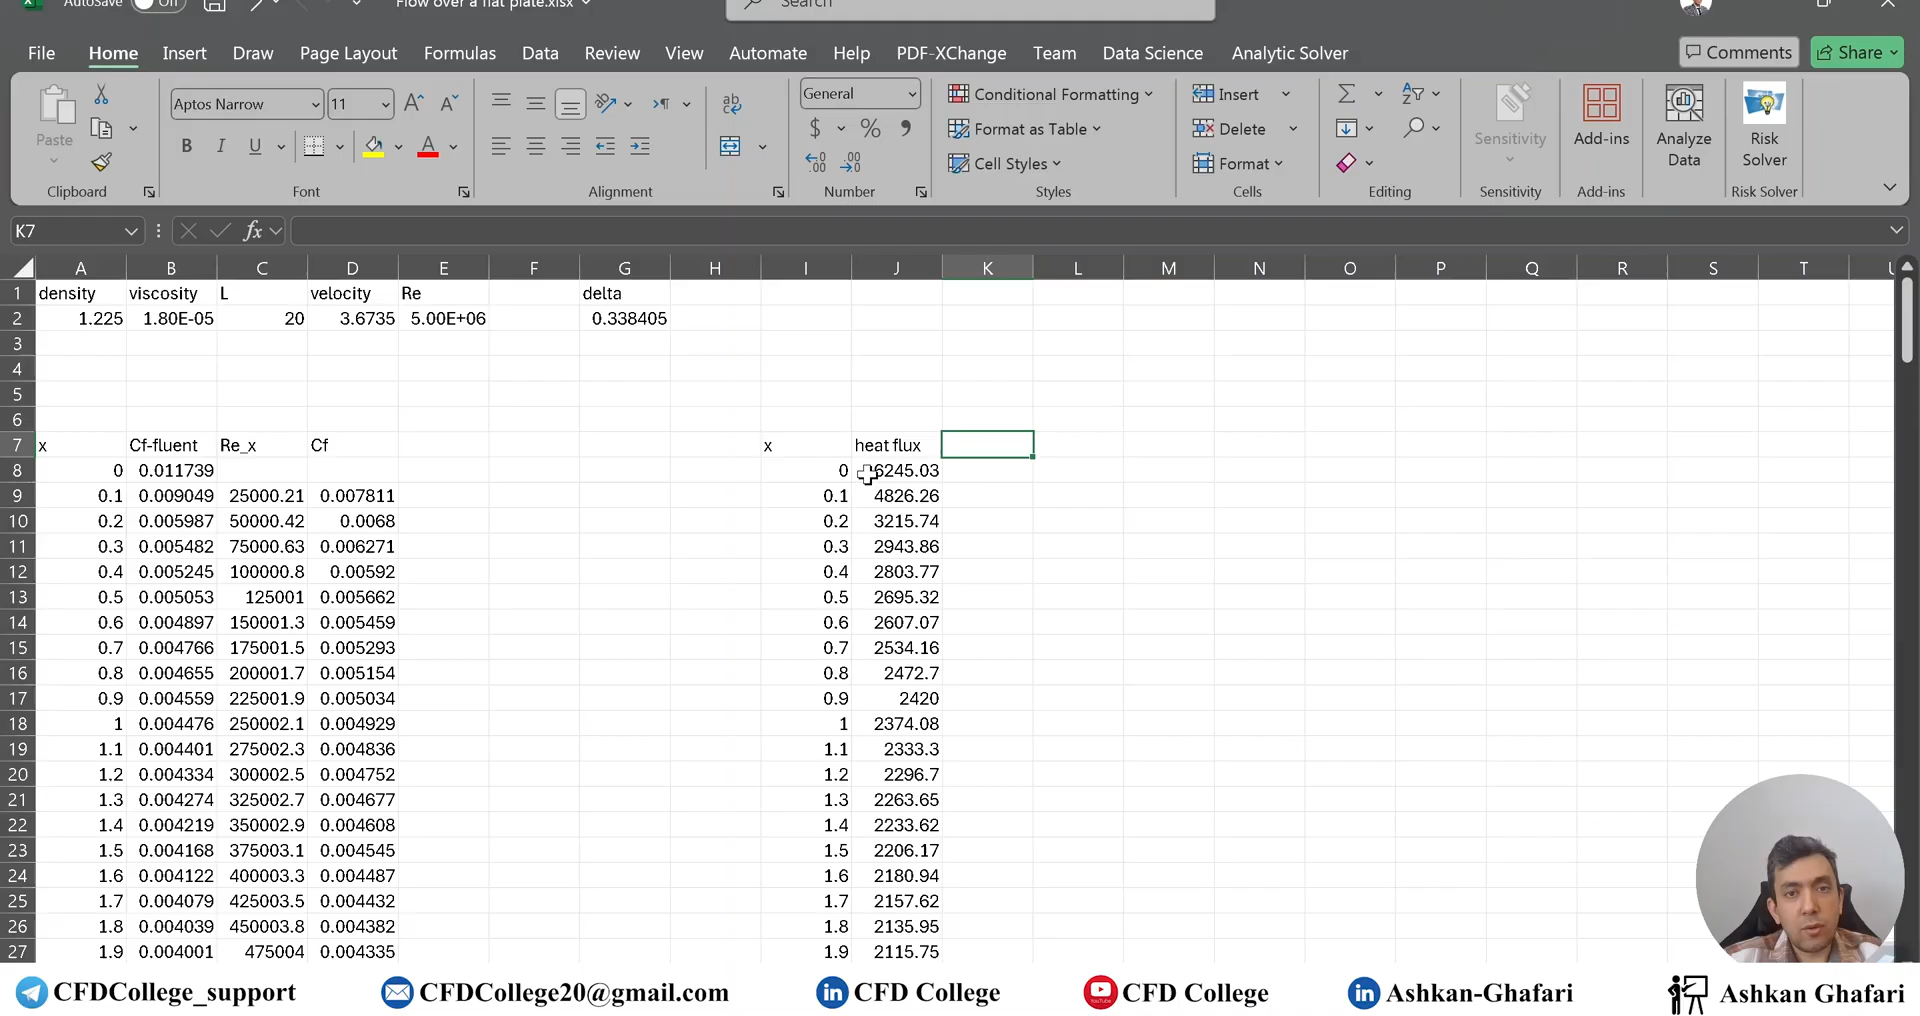 AutoSave Off Flow over a flat plate.xlsx Search
File Home Insert Draw Page Layout Formulas Data Review View Automate Help PDF-XChange Team Data Science Analytic Solver Comments Share
Aptos Narrow 11 General Conditional Formatting Insert
Paste B I U A $ % Format as Table Delete Sensitivity Add-ins Analyze Data Risk Solver
Cell Styles Format
Clipboard Font Alignment Number Styles Cells Editing Sensitivity Add-ins Risk Solver
K7 fx
A B C D E F G H I J K L M N O P Q R S T U
1 density viscosity L velocity Re delta
2 1.225 1.80E-05 20 3.6735 5.00E+06 0.338405
3
4
5
6
7 x Cf-fluent Re_x Cf x heat flux
8 0 0.011739 0 6245.03
9 0.1 0.009049 25000.21 0.007811 0.1 4826.26
10 0.2 0.005987 50000.42 0.0068 0.2 3215.74
11 0.3 0.005482 75000.63 0.006271 0.3 2943.86
12 0.4 0.005245 100000.8 0.00592 0.4 2803.77
13 0.5 0.005053 125001 0.005662 0.5 2695.32
14 0.6 0.004897 150001.3 0.005459 0.6 2607.07
15 0.7 0.004766 175001.5 0.005293 0.7 2534.16
16 0.8 0.004655 200001.7 0.005154 0.8 2472.7
17 0.9 0.004559 225001.9 0.005034 0.9 2420
18 1 0.004476 250002.1 0.004929 1 2374.08
19 1.1 0.004401 275002.3 0.004836 1.1 2333.3
20 1.2 0.004334 300002.5 0.004752 1.2 2296.7
21 1.3 0.004274 325002.7 0.004677 1.3 2263.65
22 1.4 0.004219 350002.9 0.004608 1.4 2233.62
23 1.5 0.004168 375003.1 0.004545 1.5 2206.17
24 1.6 0.004122 400003.3 0.004487 1.6 2180.94
25 1.7 0.004079 425003.5 0.004432 1.7 2157.62
26 1.8 0.004039 450003.8 0.004382 1.8 2135.95
27 1.9 0.004001 475004 0.004335 1.9 2115.75
CFDCollege_support CFDCollege20@gmail.com CFD College CFD College Ashkan-Ghafari Ashkan Ghafari